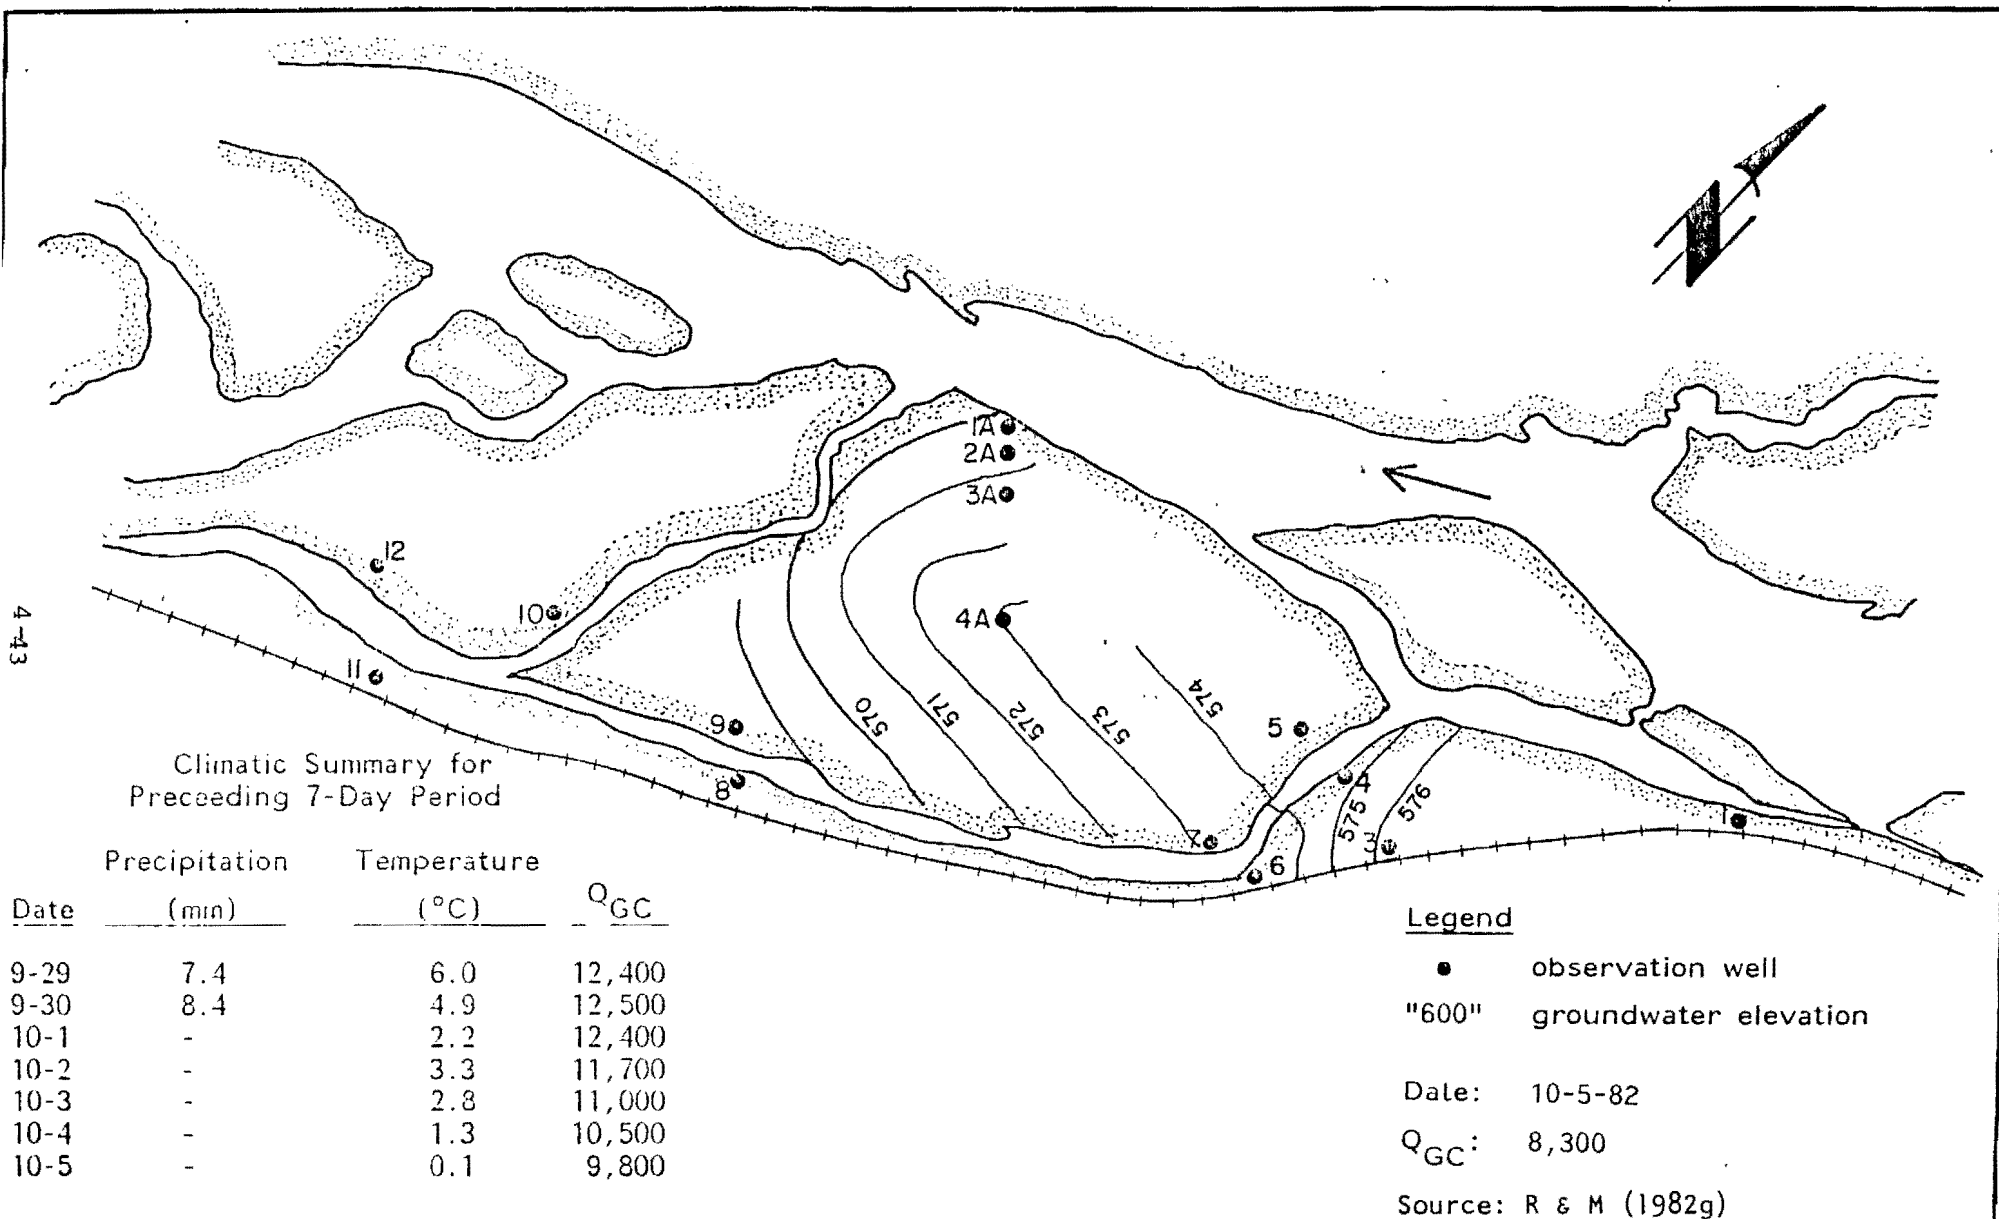 1A
2A
3A
12
10
4A
11
9
8
570
571
572
573
574
5
4
575
576
3
1
7
6
4-43
Climatic Summary for
Preceeding 7-Day Period
Precipitation Temperature
Date (mm) (°C) QGC
9-29 7.4 6.0 12,400
9-30 8.4 4.9 12,500
10-1 - 2.2 12,400
10-2 - 3.3 11,700
10-3 - 2.8 11,000
10-4 - 1.3 10,500
10-5 - 0.1 9,800
Legend
observation well
"600" groundwater elevation
Date: 10-5-82
QGC: 8,300
Source: R & M (1982g)